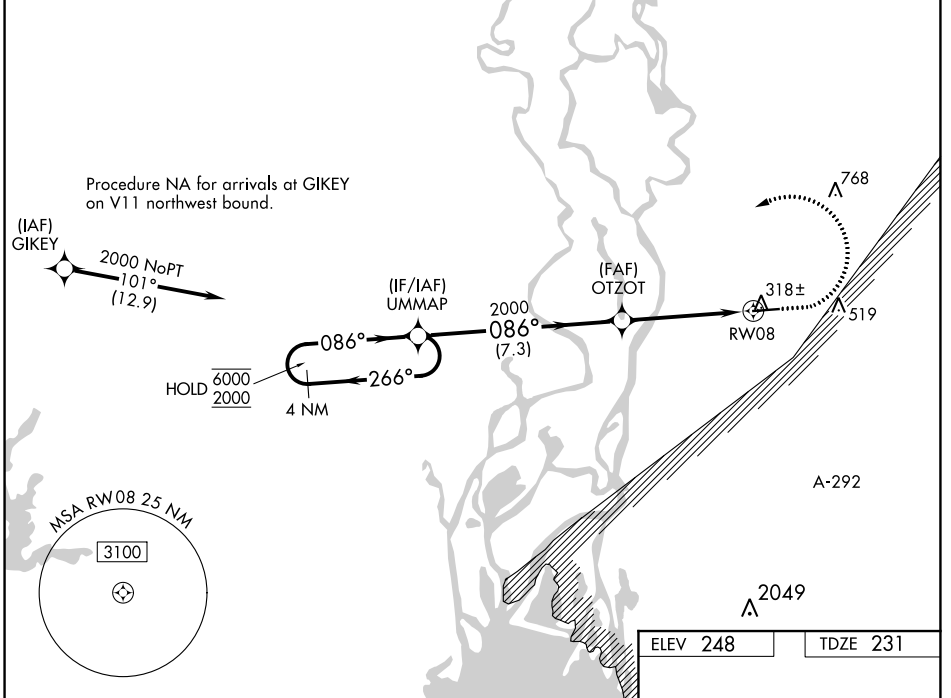 768
Procedure NA for arrivals at GIKEY
on V11 northwest bound.
(IAF)
GIKEY
2000 NoPT
101°
(12.9)
(IF/IAF)
UMMAP
(FAF)
OTZOT
2000
086°
(7.3)
318±
RW08
519
086°
266°
HOLD
6000
2000
4 NM
A-292
MSA RW08 25 NM
3100
2049
ELEV 248
TDZE 231